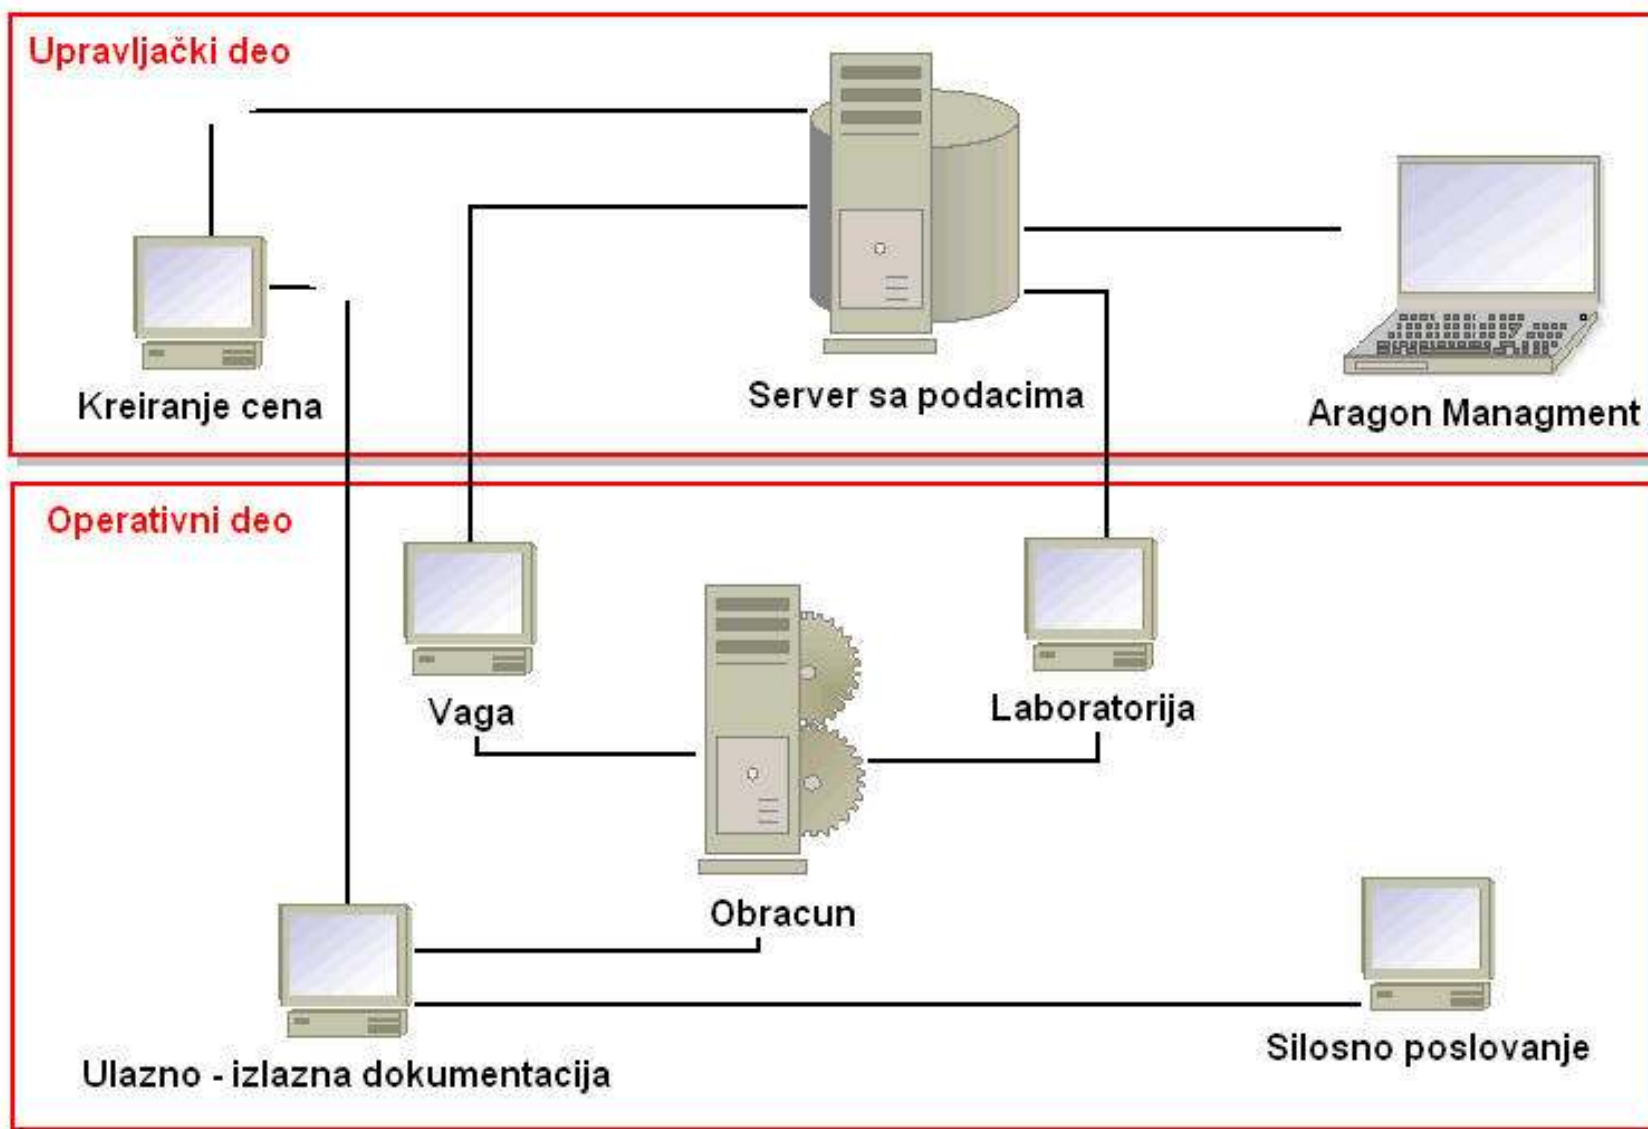 Upravljački deo
Kreiranje cena
Server sa podacima
Aragon Managment
Operativni deo
Vaga
Laboratorija
Obracun
Ulazno - izlazna dokumentacija
Silosno poslovanje